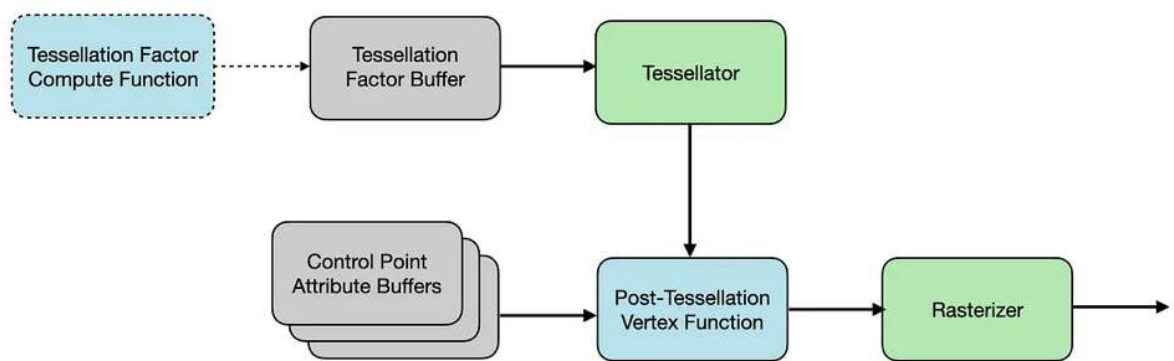 Tessellation Factor
Compute Function
Tessellation
Factor Buffer
Tessellator
Control Point
Attribute Buffers
Post-Tessellation
Vertex Function
Rasterizer